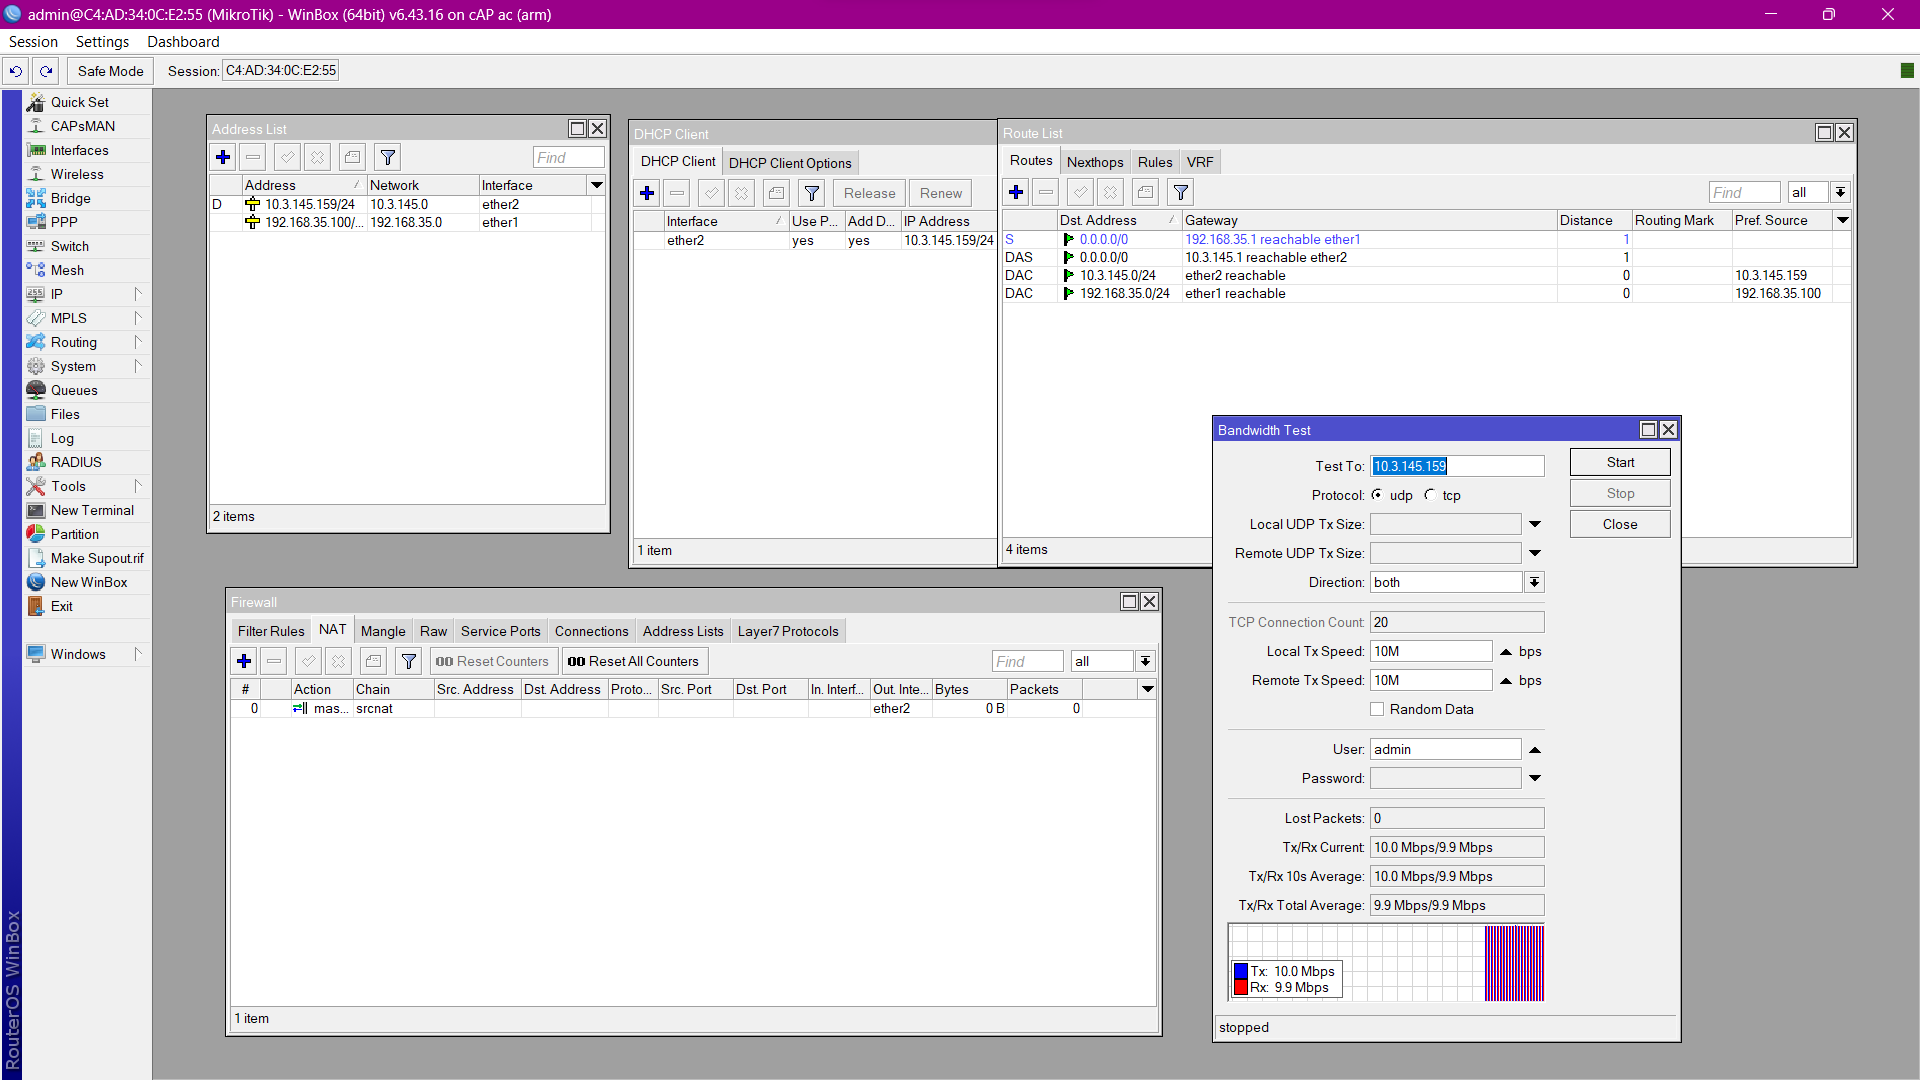 admin@C4:AD:34:0C:E2:55 (MikroTik) - WinBox (64bit) v6.43.16 on cAP ac (arm)
Session Settings Dashboard
Safe Mode Session: C4:AD:34:0C:E2:55
Quick Set
CAPsMAN
Interfaces
Wireless
Bridge
PPP
Switch
Mesh
IP
MPLS
Routing
System
Queues
Files
Log
RADIUS
Tools
New Terminal
Partition
Make Supout.rif
New WinBox
Exit
Windows
RouterOS WinBox
Address List
Find
Address Network Interface
D 10.3.145.159/24 10.3.145.0 ether2
192.168.35.100/... 192.168.35.0 ether1
2 items
DHCP Client
DHCP Client DHCP Client Options
Release Renew
Interface Use P... Add D... IP Address
ether2 yes yes 10.3.145.159/24
1 item
Route List
Routes Nexthops Rules VRF
Find all
Dst. Address Gateway Distance Routing Mark Pref. Source
S 0.0.0.0/0 192.168.35.1 reachable ether1 1
DAS 0.0.0.0/0 10.3.145.1 reachable ether2 1
DAC 10.3.145.0/24 ether2 reachable 0 10.3.145.159
DAC 192.168.35.0/24 ether1 reachable 0 192.168.35.100
4 items
Firewall
Filter Rules NAT Mangle Raw Service Ports Connections Address Lists Layer7 Protocols
00 Reset Counters 00 Reset All Counters Find all
# Action Chain Src. Address Dst. Address Proto... Src. Port Dst. Port In. Interf... Out. Inte... Bytes Packets
0 mas... srcnat ether2 0 B 0
1 item
Bandwidth Test
Test To: 10.3.145.159
Protocol: udp tcp
Local UDP Tx Size:
Remote UDP Tx Size:
Direction: both
TCP Connection Count: 20
Local Tx Speed: 10M bps
Remote Tx Speed: 10M bps
Random Data
User: admin
Password:
Lost Packets: 0
Tx/Rx Current: 10.0 Mbps/9.9 Mbps
Tx/Rx 10s Average: 10.0 Mbps/9.9 Mbps
Tx/Rx Total Average: 9.9 Mbps/9.9 Mbps
Tx: 10.0 Mbps
Rx: 9.9 Mbps
Start
Stop
Close
stopped